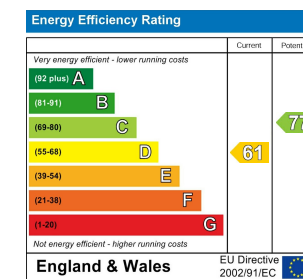 Energy Efficiency Rating
Current Potent
Very energy efficient - lower running costs
(92 plus) A
(81-91) B
(69-80) C
77
(55-68) D
61
(39-54) E
(21-38) F
(1-20) G
Not energy efficient - higher running costs
England & Wales
EU Directive
2002/91/EC